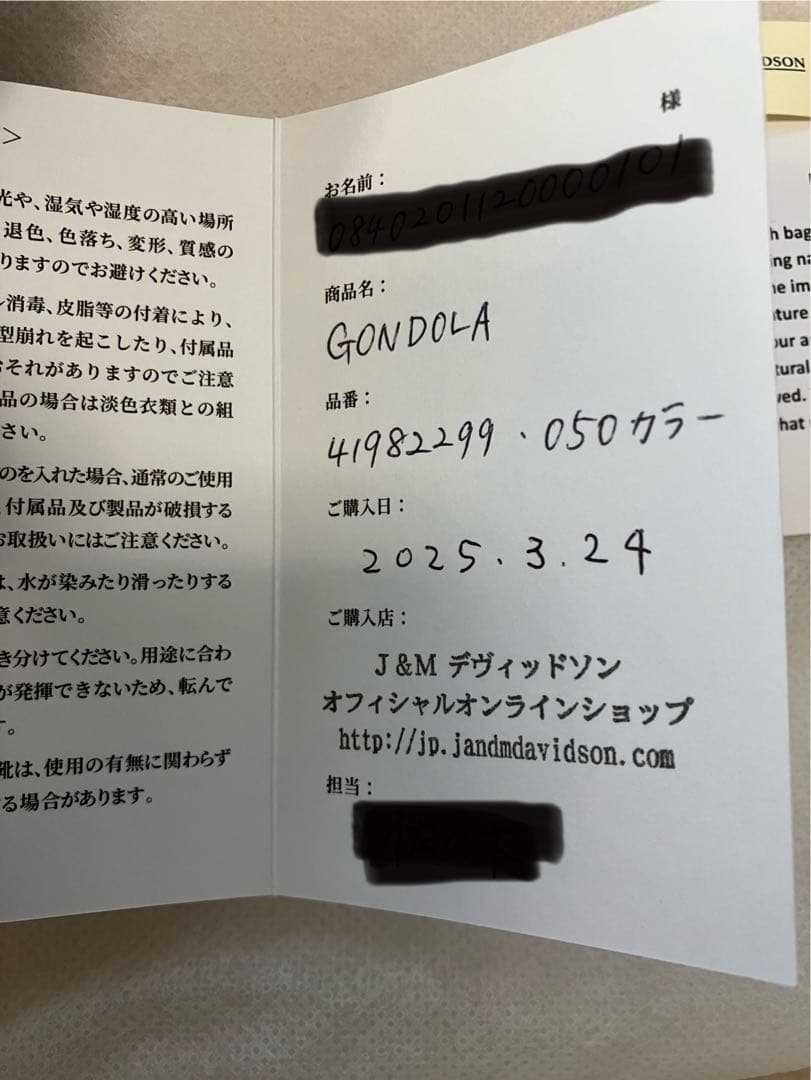 >
光や、湿気や湿度の高い場所
退色、色落ち、変形、質感の
りますのでお避けください。
消毒、皮脂等の付着により、
型崩れを起こしたり、付属品
おそれがありますのでご注意
品の場合は淡色衣類との組
さい。
のを入れた場合、通常のご使用
付属品及び製品が破損する
お取扱いにはご注意ください。
は、水が染みたり滑ったりする
意ください。
き分けてください。用途に合わ
が発揮できないため、転んで
す。
靴は、使用の有無に関わらず
る場合があります。
様
お名前：
商品名：
GONDOLA
品番：
41982299、050カラー
ご購入日：
2025.3.24
ご購入店：
J&M デヴィッドソン
オフィシャルオンラインショップ
http://jp.jandmdavidson.com
担当：
DSON
h bag
ing na
e im
ture
our a
tural
ved.
hat